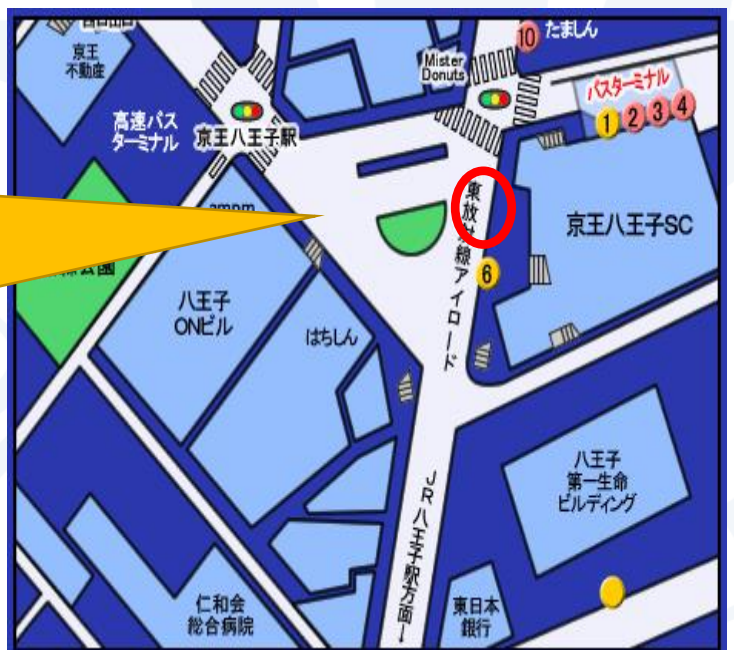 京王
不動産
高速バス
ターミナル
京王八王子駅
Mister
Donuts
10
たましん
バスターミナル
1
2
3
4
京王八王子SC
東放射線アイロード
6
八王子
ONビル
はちしん
八王子
第一生命
ビルディング
JR八王子駅方面→
仁和会
総合病院
東日本
銀行